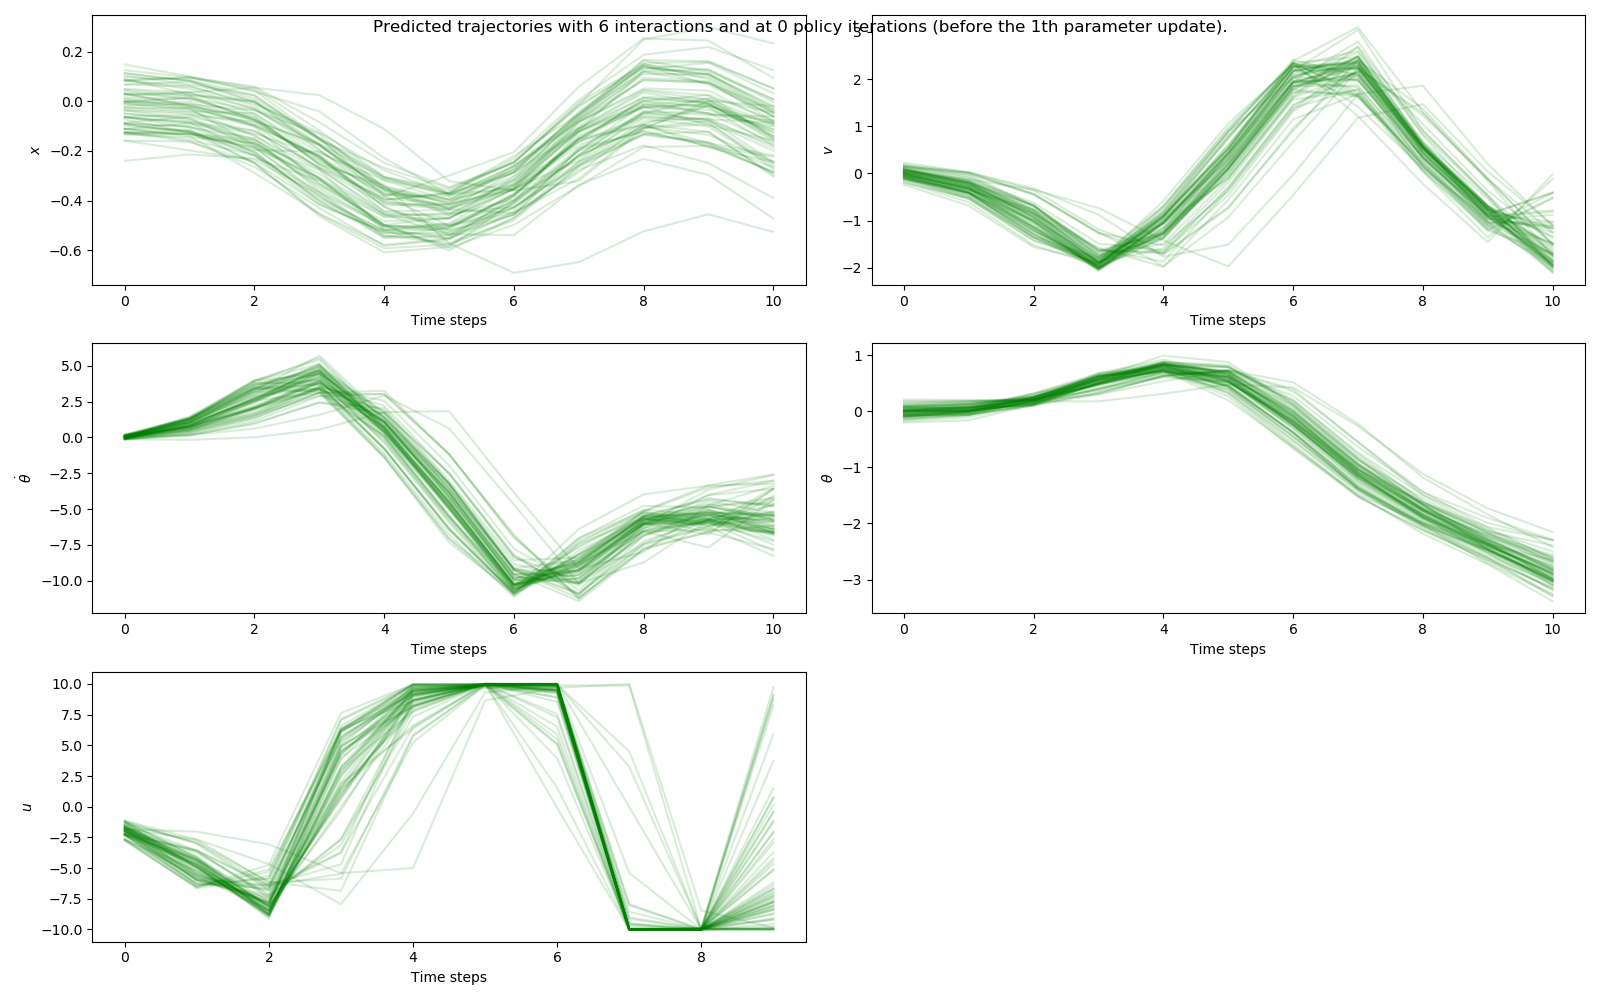 Predicted trajectories with 6 interactions and at 0 policy iterations (before the 1th parameter update).
0.2
0.0
−0.2
−0.4
−0.6
x
0 2 4 6 8 10
Time steps
3
2
1
0
−1
−2
v
0 2 4 6 8 10
Time steps
5.0
2.5
0.0
−2.5
−5.0
−7.5
−10.0
θ̇
0 2 4 6 8 10
Time steps
1
0
−1
−2
−3
θ
0 2 4 6 8 10
Time steps
10.0
7.5
5.0
2.5
0.0
−2.5
−5.0
−7.5
−10.0
u
0 2 4 6 8
Time steps